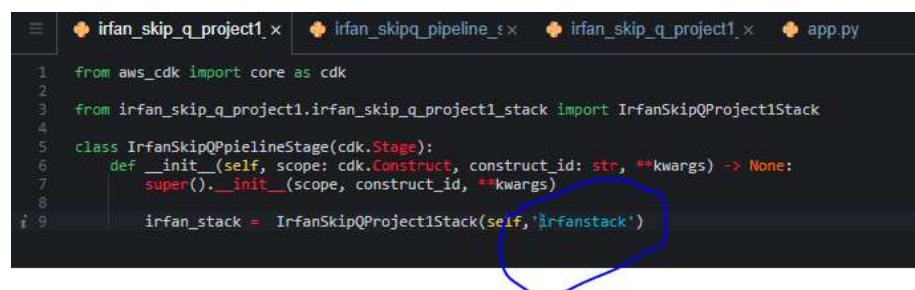 irfan_skip_q_project1_ × irfan_skipq_pipeline_s × irfan_skip_q_project1_ × app.py
1 from aws_cdk import core as cdk
2
3 from irfan_skip_q_project1.irfan_skip_q_project1_stack import IrfanSkipQProject1Stack
4
5 class IrfanSkipQPpielineStage(cdk.Stage):
6 def __init__(self, scope: cdk.Construct, construct_id: str, **kwargs) -> None:
7 super().__init__(scope, construct_id, **kwargs)
8
i 9 irfan_stack = IrfanSkipQProject1Stack(self,'irfanstack')